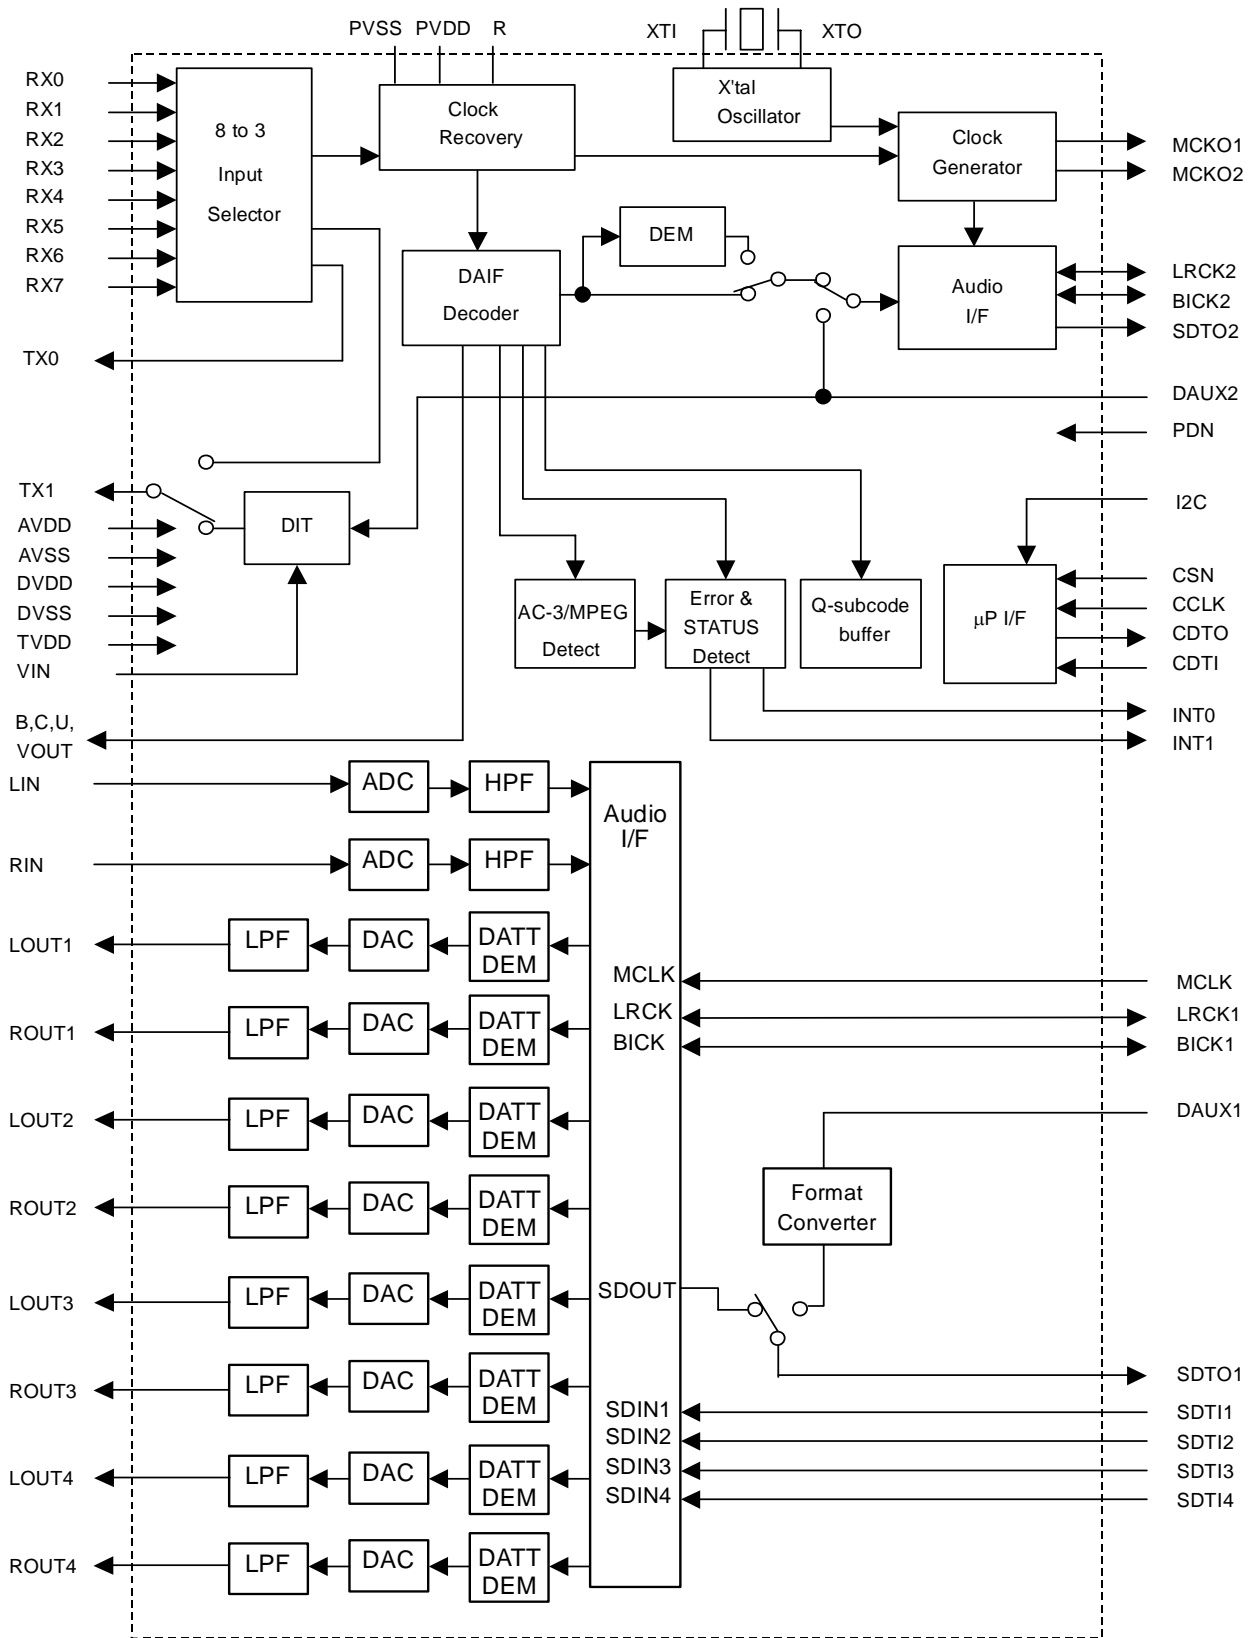 PVSS PVDD R
XTI XTO
RX0
RX1
RX2
RX3
RX4
RX5
RX6
RX7
8 to 3
Input
Selector
Clock
Recovery
X'tal
Oscillator
Clock
Generator
MCKO1
MCKO2
DEM
DAIF
Decoder
Audio
I/F
LRCK2
BICK2
SDTO2
TX0
DAUX2
PDN
TX1
AVDD
AVSS
DVDD
DVSS
TVDD
VIN
DIT
I2C
AC-3/MPEG
Detect
Error &
STATUS
Detect
Q-subcode
buffer
μP I/F
CSN
CCLK
CDTO
CDTI
INT0
INT1
B,C,U,
VOUT
LIN
ADC
HPF
Audio
I/F
RIN
ADC
HPF
LOUT1
LPF
DAC
DATT
DEM
MCLK
MCLK
ROUT1
LPF
DAC
DATT
DEM
LRCK
LRCK1
BICK
BICK1
LOUT2
LPF
DAC
DATT
DEM
DAUX1
ROUT2
LPF
DAC
DATT
DEM
Format
Converter
LOUT3
LPF
DAC
DATT
DEM
SDOUT
ROUT3
LPF
DAC
DATT
DEM
SDTO1
SDIN1
SDTI1
SDIN2
SDTI2
SDIN3
SDTI3
SDIN4
SDTI4
LOUT4
LPF
DAC
DATT
DEM
ROUT4
LPF
DAC
DATT
DEM